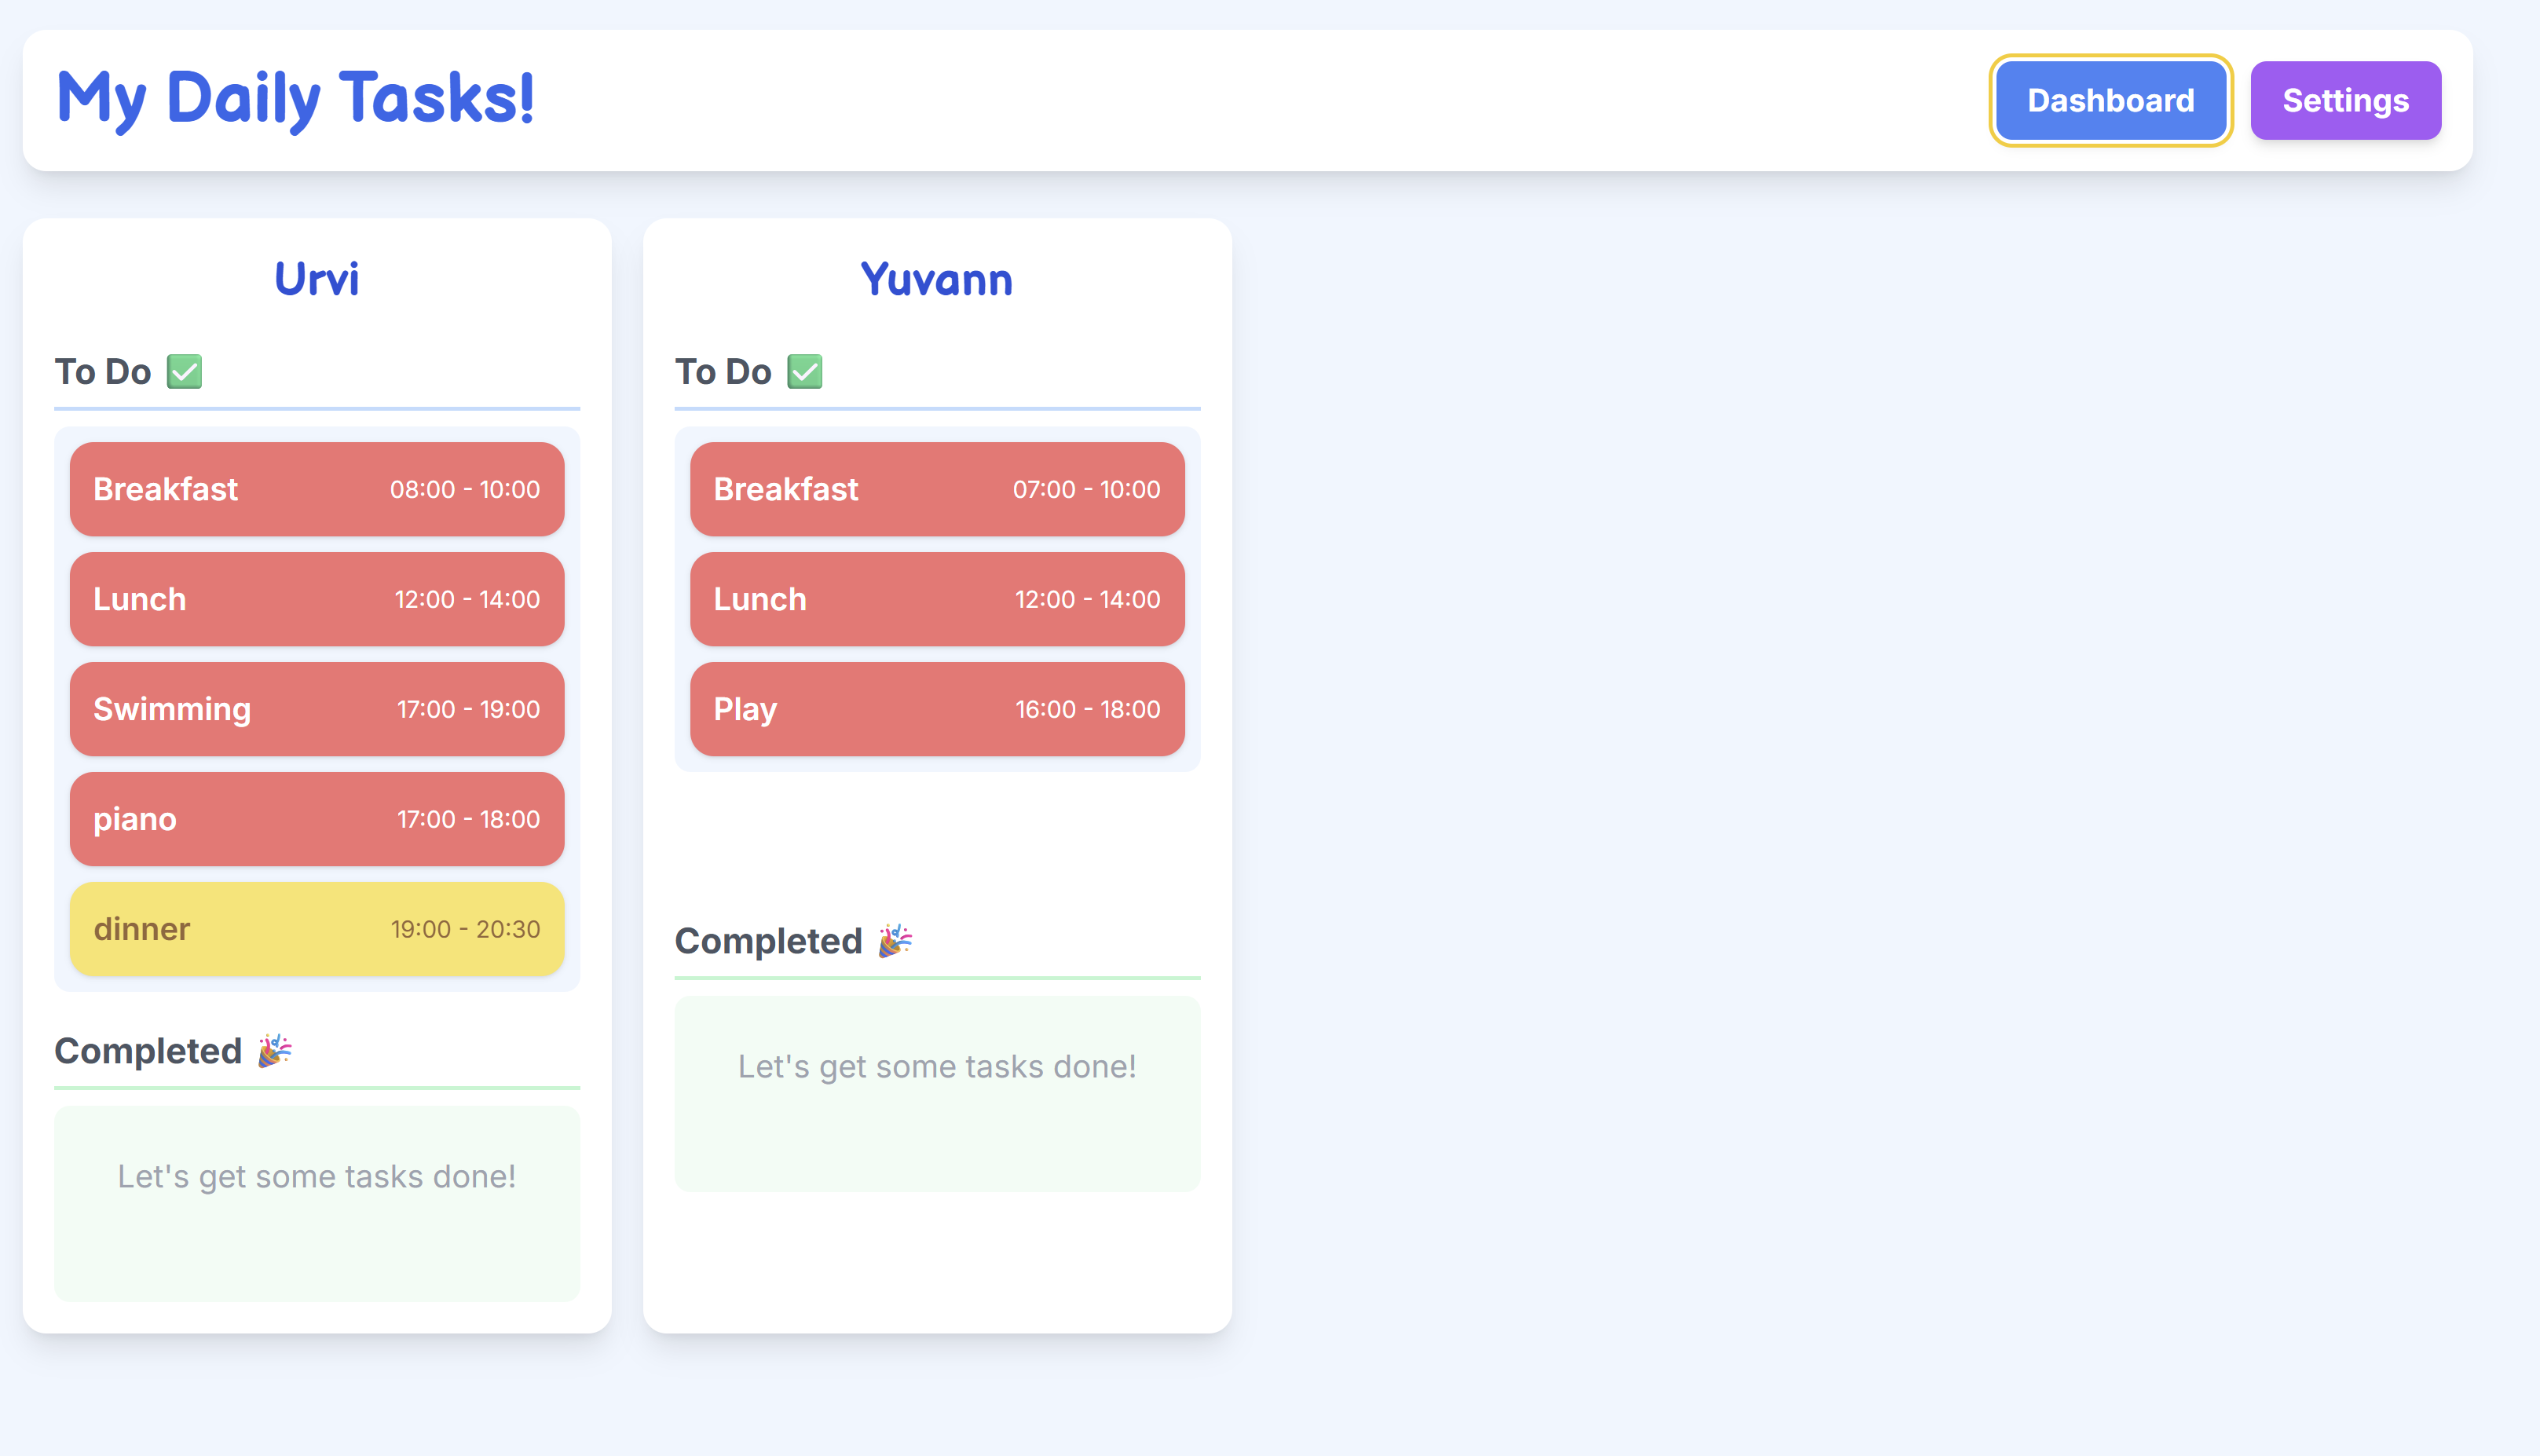 My Daily Tasks!
Dashboard
Settings
Urvi
To Do ✅
Breakfast 08:00 - 10:00
Lunch 12:00 - 14:00
Swimming 17:00 - 19:00
piano 17:00 - 18:00
dinner 19:00 - 20:30
Completed 🎉
Let's get some tasks done!
Yuvann
To Do ✅
Breakfast 07:00 - 10:00
Lunch 12:00 - 14:00
Play 16:00 - 18:00
Completed 🎉
Let's get some tasks done!